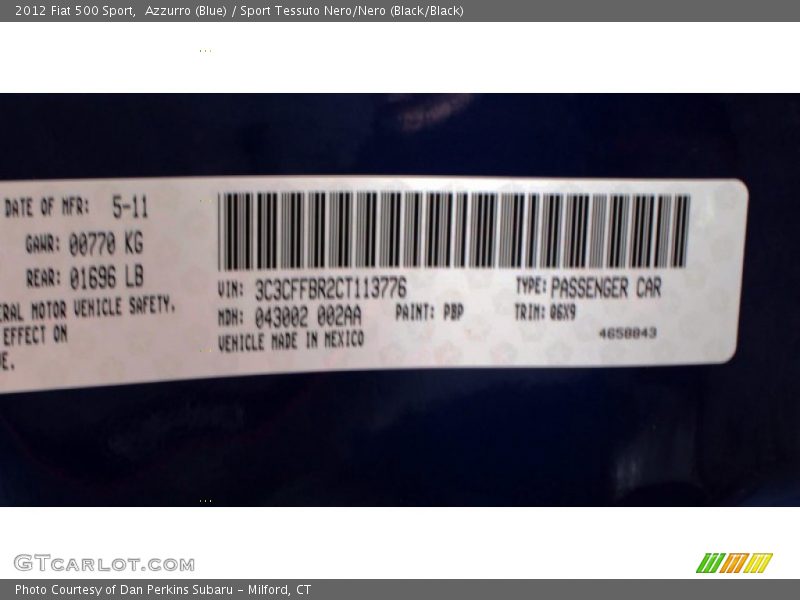 2012 Fiat 500 Sport,  Azzurro (Blue) / Sport Tessuto Nero/Nero (Black/Black)
DATE OF MFR: 5-11
GAWR: 00770 KG
REAR: 01696 LB
ERAL MOTOR VEHICLE SAFETY,
EFFECT ON
E.
VIN: 3C3CFFBR2CT113776
TYPE: PASSENGER CAR
MDH: 043002 002AA
PAINT: PBP
TRIM: Q6X9
VEHICLE MADE IN MEXICO
4658843
GTCARLOT.COM
Photo Courtesy of Dan Perkins Subaru - Milford, CT